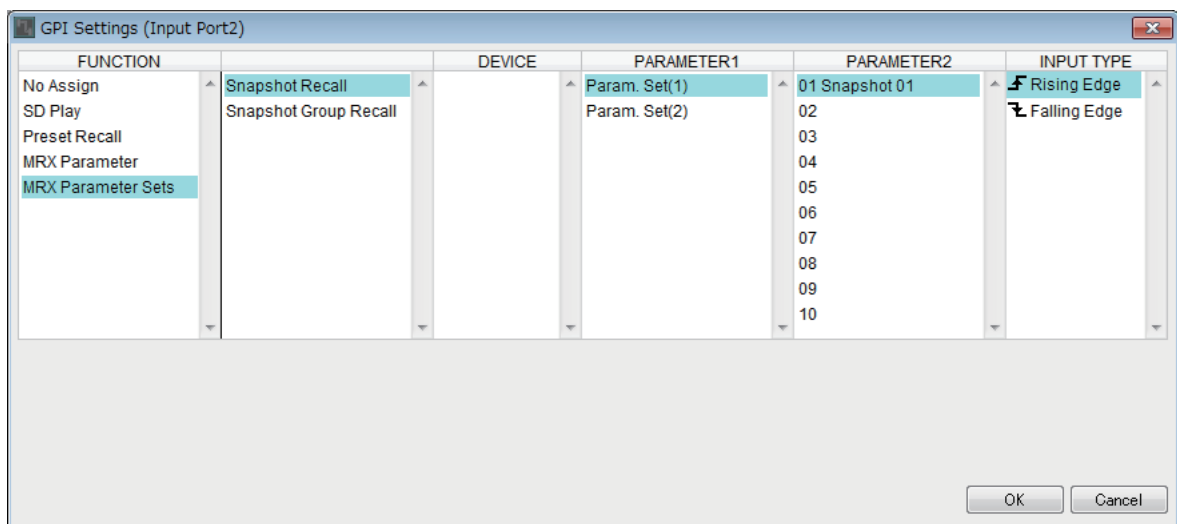 GPI Settings (Input Port2)
FUNCTION DEVICE PARAMETER1 PARAMETER2 INPUT TYPE
No Assign Snapshot Recall Param. Set(1) 01 Snapshot 01 Rising Edge
SD Play Snapshot Group Recall Param. Set(2) 02 Falling Edge
Preset Recall 03
MRX Parameter 04
MRX Parameter Sets 05
06
07
08
09
10
OK Cancel